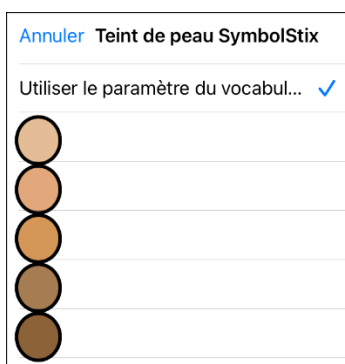 Annuler Teint de peau SymbolStix
Utiliser le paramètre du vocabul...